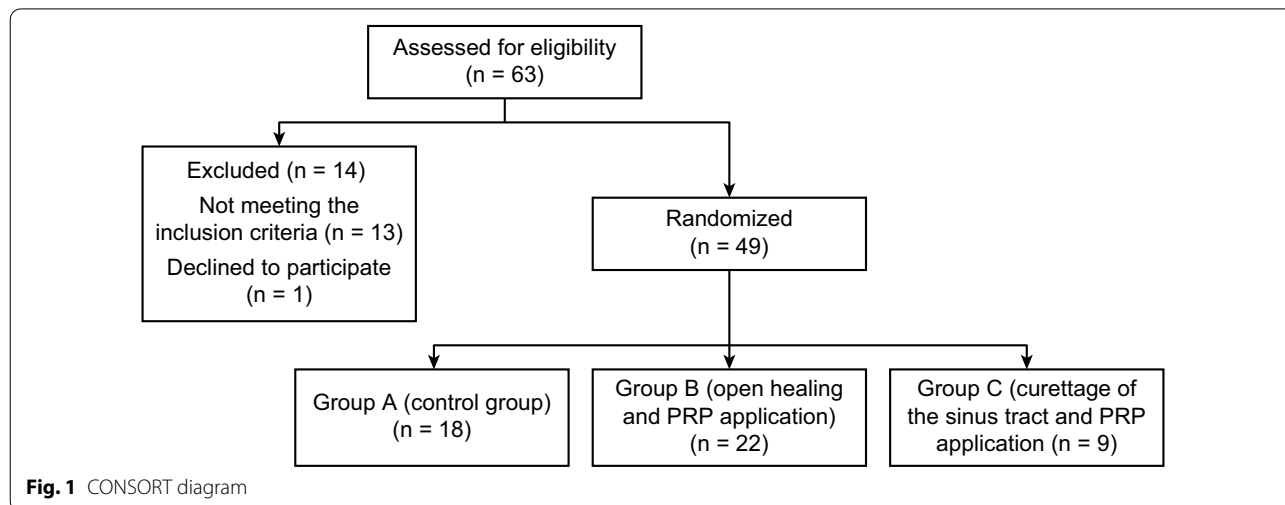 Assessed for eligibility
(n = 63)
Excluded (n = 14)
Not meeting the
inclusion criteria (n = 13)
Declined to participate
(n = 1)
Randomized
(n = 49)
Group A (control group)
(n = 18)
Group B (open healing
and PRP application)
(n = 22)
Group C (curettage of
the sinus tract and PRP
application (n = 9)
Fig. 1 CONSORT diagram